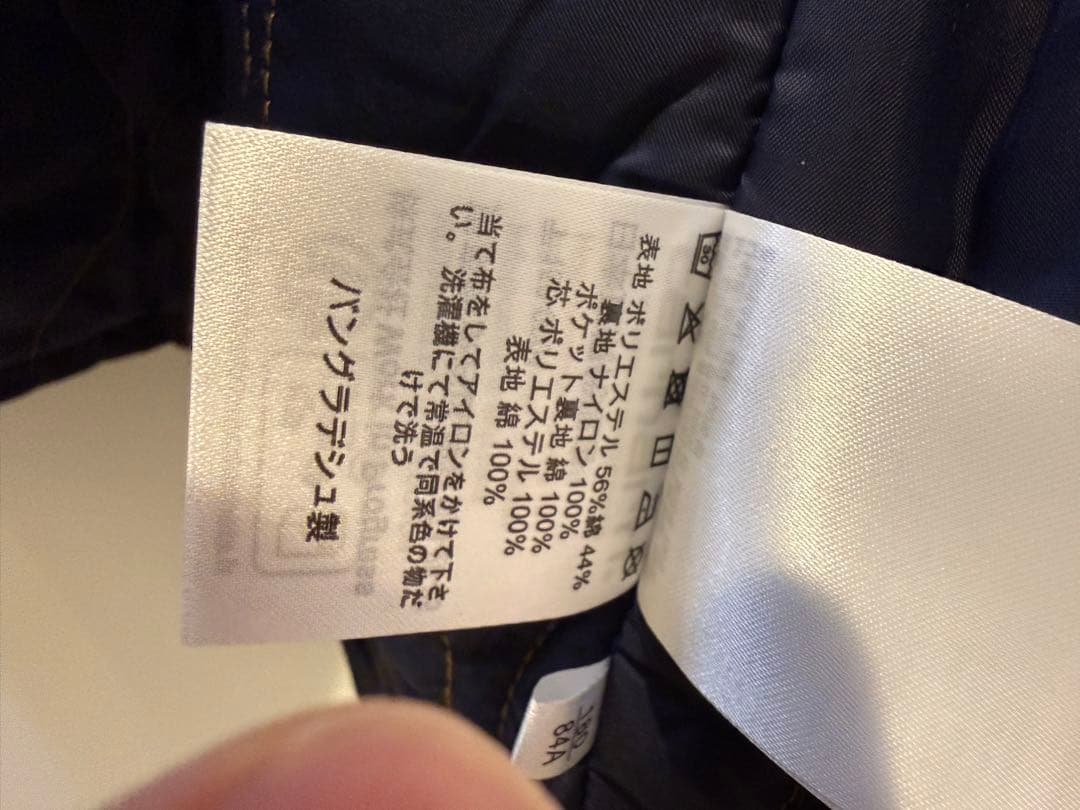 30
表地 ポリエステル 56%綿 44%
裏地 ナイロン 100%
ポケット裏地 綿 100%
芯 ポリエステル 100%
表地 綿 100%
当て布をしてアイロンをかけて下さ
い。 洗濯機にて常温で同系色の物だ
けで洗う
バングラデシュ製
180
84A